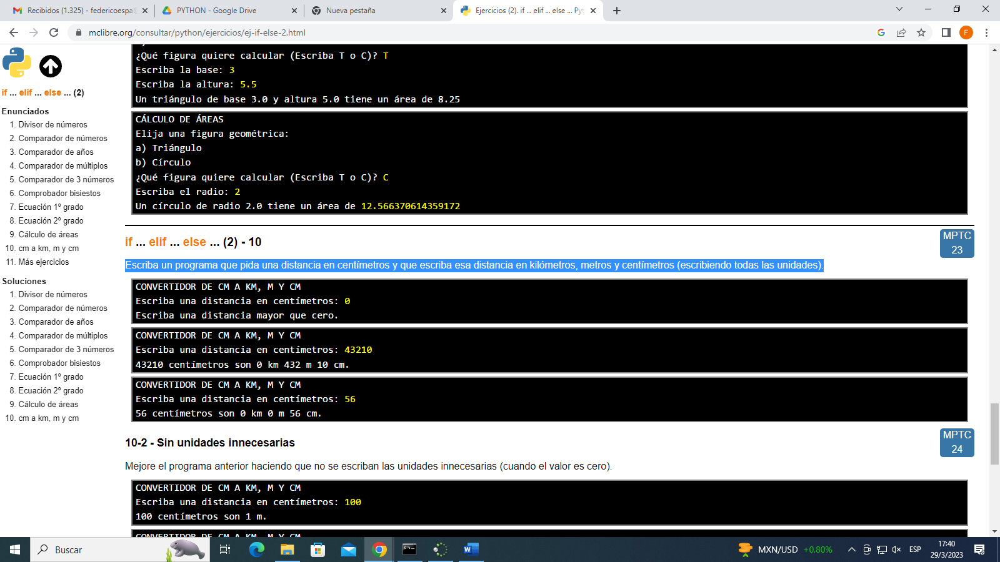 Recibidos (1.325) - federicoespa
PYTHON - Google Drive
Nueva pestaña
Ejercicios (2). if ... elif ... else ... Pyt
mclibre.org/consultar/python/ejercicios/ej-if-else-2.html
F
if ... elif ... else ... (2)
Enunciados
1. Divisor de números
2. Comparador de números
3. Comparador de años
4. Comparador de múltiplos
5. Comparador de 3 números
6. Comprobador bisiestos
7. Ecuación 1º grado
8. Ecuación 2º grado
9. Cálculo de áreas
10. cm a km, m y cm
11. Más ejercicios
Soluciones
1. Divisor de números
2. Comparador de números
3. Comparador de años
4. Comparador de múltiplos
5. Comparador de 3 números
6. Comprobador bisiestos
7. Ecuación 1º grado
8. Ecuación 2º grado
9. Cálculo de áreas
10. cm a km, m y cm
¿Qué figura quiere calcular (Escriba T o C)? T
Escriba la base: 3
Escriba la altura: 5.5
Un triángulo de base 3.0 y altura 5.0 tiene un área de 8.25
CÁLCULO DE ÁREAS
Elija una figura geométrica:
a) Triángulo
b) Círculo
¿Qué figura quiere calcular (Escriba T o C)? C
Escriba el radio: 2
Un círculo de radio 2.0 tiene un área de 12.566370614359172
if ... elif ... else ... (2) - 10
MPTC
23
Escriba un programa que pida una distancia en centímetros y que escriba esa distancia en kilómetros, metros y centímetros (escribiendo todas las unidades).
CONVERTIDOR DE CM A KM, M Y CM
Escriba una distancia en centímetros: 0
Escriba una distancia mayor que cero.
CONVERTIDOR DE CM A KM, M Y CM
Escriba una distancia en centímetros: 43210
43210 centímetros son 0 km 432 m 10 cm.
CONVERTIDOR DE CM A KM, M Y CM
Escriba una distancia en centímetros: 56
56 centímetros son 0 km 0 m 56 cm.
10-2 - Sin unidades innecesarias
MPTC
24
Mejore el programa anterior haciendo que no se escriban las unidades innecesarias (cuando el valor es cero).
CONVERTIDOR DE CM A KM, M Y CM
Escriba una distancia en centímetros: 100
100 centímetros son 1 m.
CONVERTIDOR DE CM A KM, M Y CM
Buscar
MXN/USD +0,80%
ESP
17:40
29/3/2023